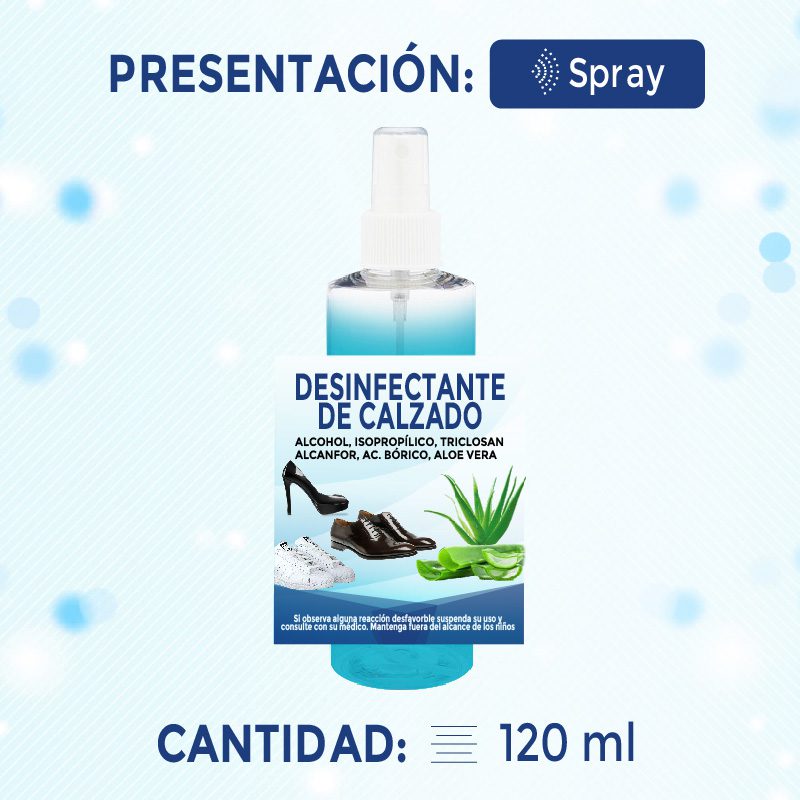 PRESENTACIÓN: Spray
DESINFECTANTE
DE CALZADO
ALCOHOL, ISOPROPÍLICO, TRICLOSAN
ALCANFOR, AC. BÓRICO, ALOE VERA
Si observa alguna reacción desfavorable suspenda su uso y
consulte con su médico. Mantenga fuera del alcance de los niños
CANTIDAD: 120 ml